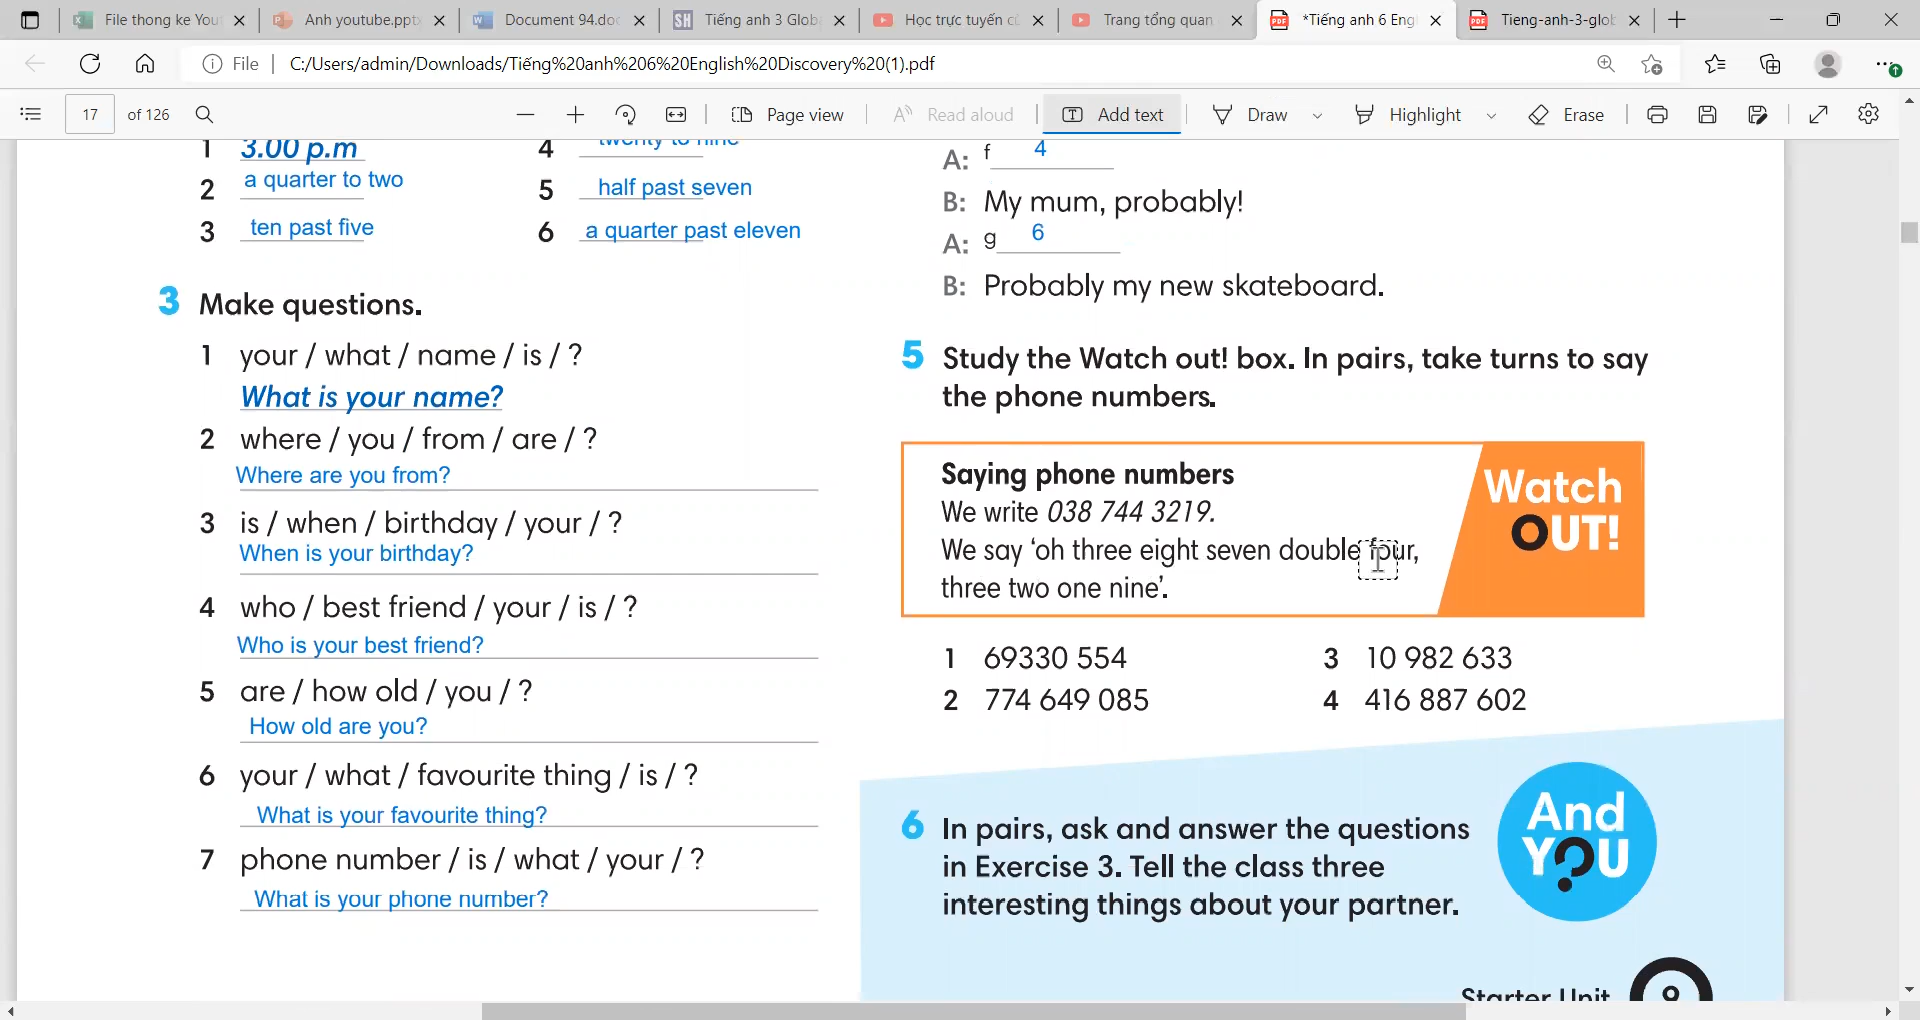 File thong ke You
Anh youtube.ppt
Document 94.doc
Tiếng anh 3 Glob
Học trực tuyến c
Trang tổng quan
*Tiếng anh 6 Eng
Tieng-anh-3-glob
File | C:/Users/admin/Downloads/Tiếng%20anh%206%20English%20Discovery%20(1).pdf
17 of 126
Page view
Read aloud
Add text
Draw
Highlight
Erase
1 3.00 p.m
2 a quarter to two
3 ten past five
4 twenty to nine
5 half past seven
6 a quarter past eleven
3 Make questions.
1 your / what / name / is / ?
What is your name?
2 where / you / from / are / ?
Where are you from?
3 is / when / birthday / your / ?
When is your birthday?
4 who / best friend / your / is / ?
Who is your best friend?
5 are / how old / you / ?
How old are you?
6 your / what / favourite thing / is / ?
What is your favourite thing?
7 phone number / is / what / your / ?
What is your phone number?
A: f 4
B: My mum, probably!
A: g 6
B: Probably my new skateboard.
5 Study the Watch out! box. In pairs, take turns to say
the phone numbers.
Saying phone numbers
We write 038 744 3219.
We say ‘oh three eight seven double four,
three two one nine’.
Watch
OUT!
1 69330 554
2 774 649 085
3 10 982 633
4 416 887 602
6 In pairs, ask and answer the questions
in Exercise 3. Tell the class three
interesting things about your partner.
And
YOU
Starter Unit 9